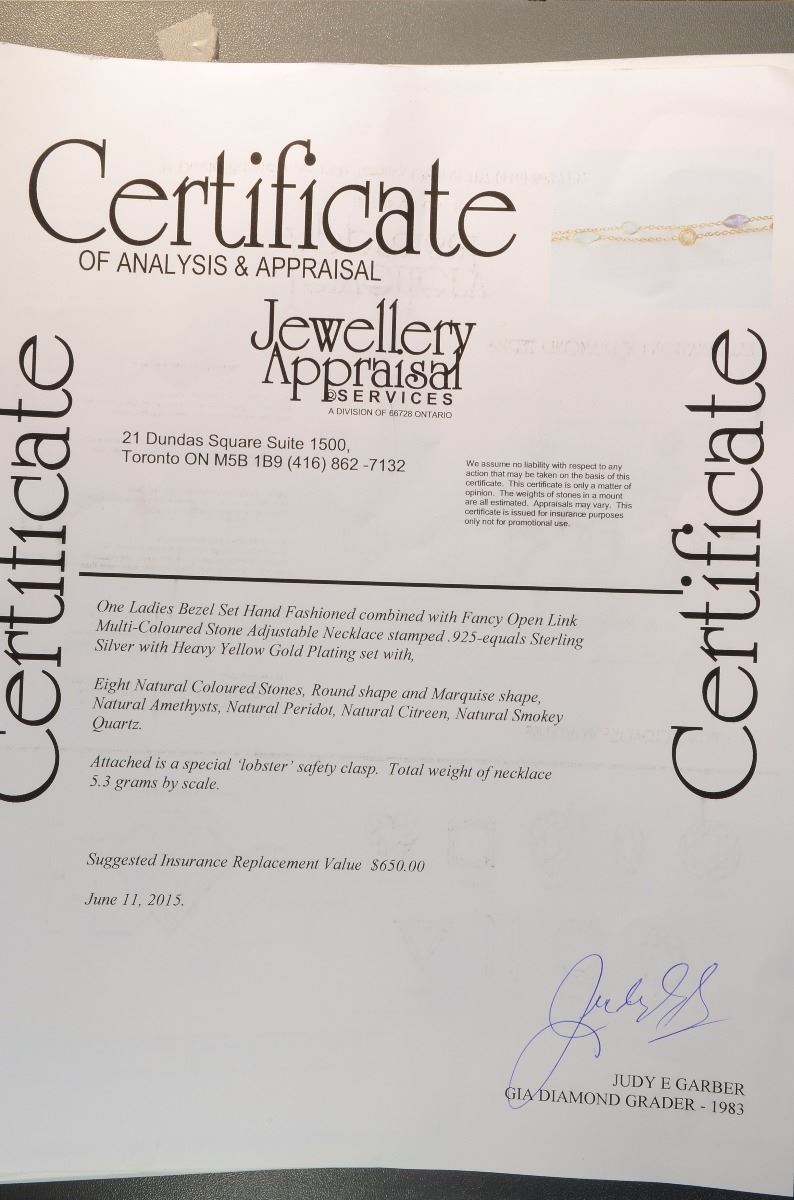 Certificate
OF ANALYSIS & APPRAISAL
Jewellery
Appraisal
SERVICES
A DIVISION OF 66728 ONTARIO
21 Dundas Square Suite 1500,
Toronto ON M5B 1B9 (416) 862 -7132
We assume no liability with respect to any
action that may be taken on the basis of this
certificate. This certificate is only a matter of
opinion. The weights of stones in a mount
are all estimated. Appraisals may vary. This
certificate is issued for insurance purposes
only not for promotional use.
Certificate
Certificate
One Ladies Bezel Set Hand Fashioned combined with Fancy Open Link
Multi-Coloured Stone Adjustable Necklace stamped .925-equals Sterling
Silver with Heavy Yellow Gold Plating set with,
Eight Natural Coloured Stones, Round shape and Marquise shape,
Natural Amethysts, Natural Peridot, Natural Citreen, Natural Smokey
Quartz.
Attached is a special 'lobster' safety clasp. Total weight of necklace
5.3 grams by scale.
Suggested Insurance Replacement Value $650.00
June 11, 2015.
JUDY E GARBER
GIA DIAMOND GRADER - 1983